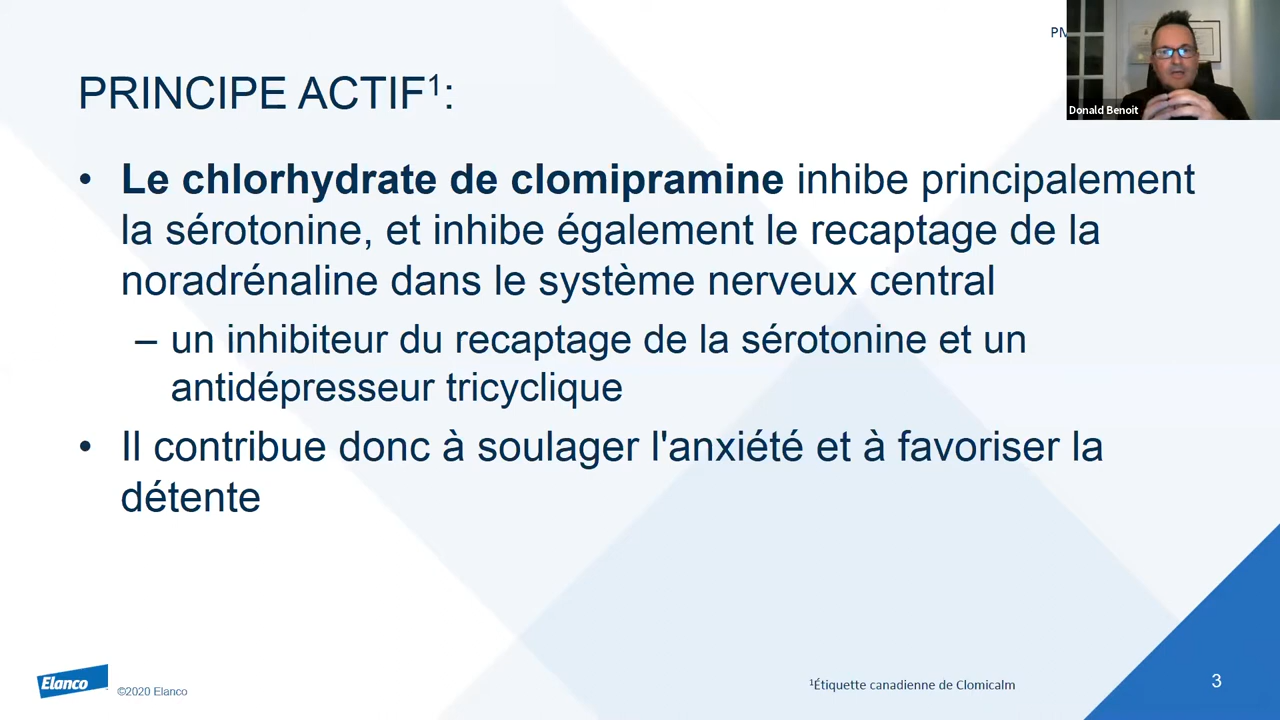 PM
Donald Benoit
PRINCIPE ACTIF¹:
• Le chlorhydrate de clomipramine inhibe principalement
la sérotonine, et inhibe également le recaptage de la
noradrénaline dans le système nerveux central
– un inhibiteur du recaptage de la sérotonine et un
antidépresseur tricyclique
• Il contribue donc à soulager l'anxiété et à favoriser la
détente
Elanco
©2020 Elanco
¹Étiquette canadienne de Clomicalm
3